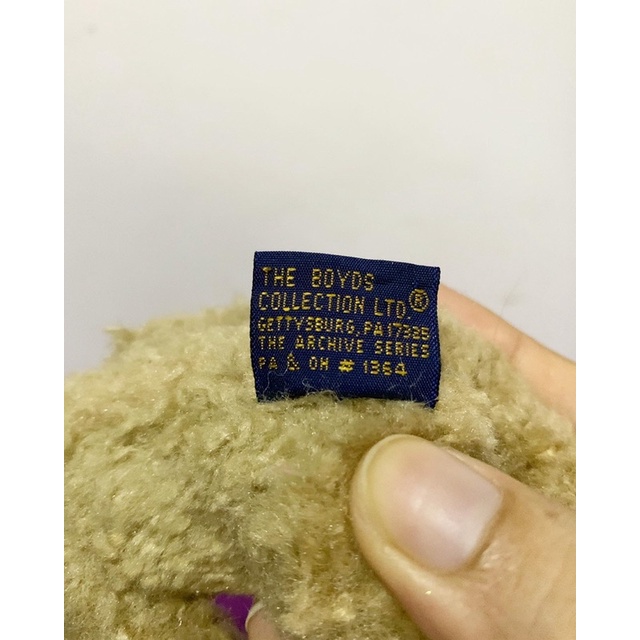 THE BOYDS
COLLECTION LTD.®
GETTYSBURG, PA 17325
THE ARCHIVE SERIES
PA & OH # 1364